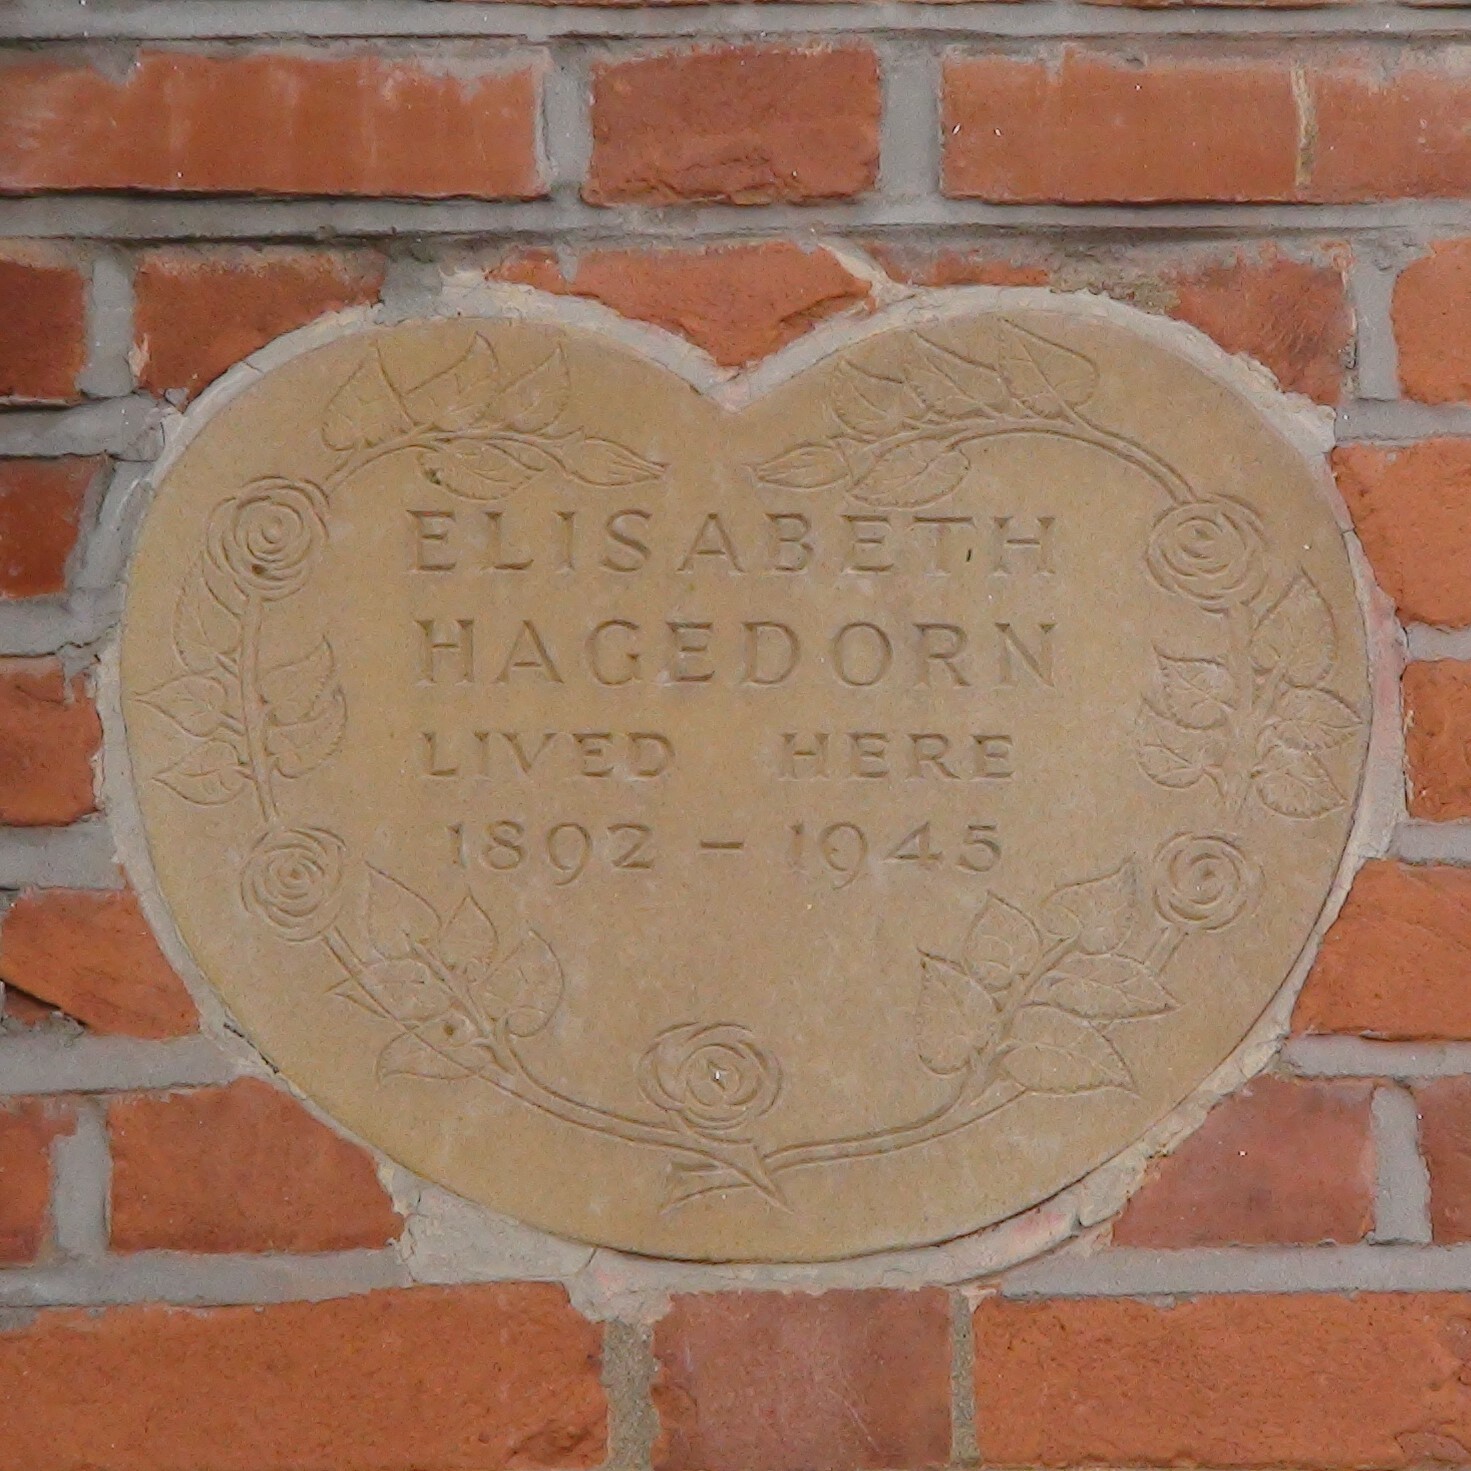 ELISABETH
HAGEDORN
LIVED HERE
1892 – 1945